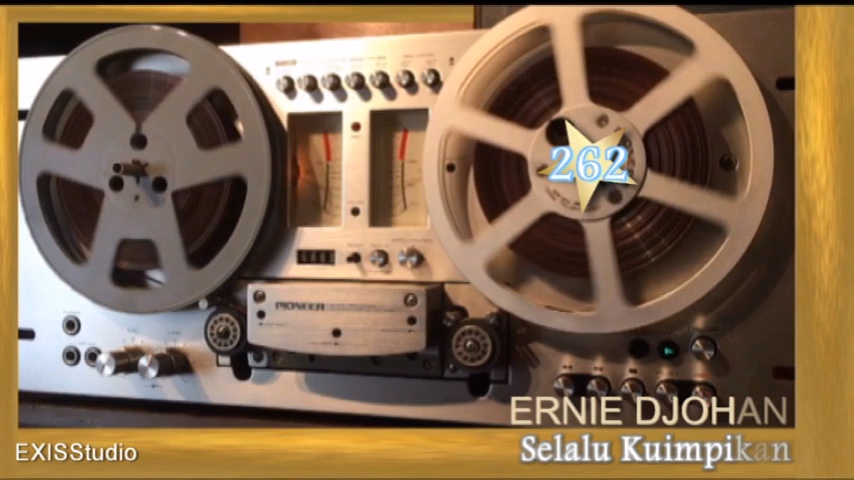 262
PIONEER
ERNIE DJOHAN
Selalu Kuimpikan
EXISStudio